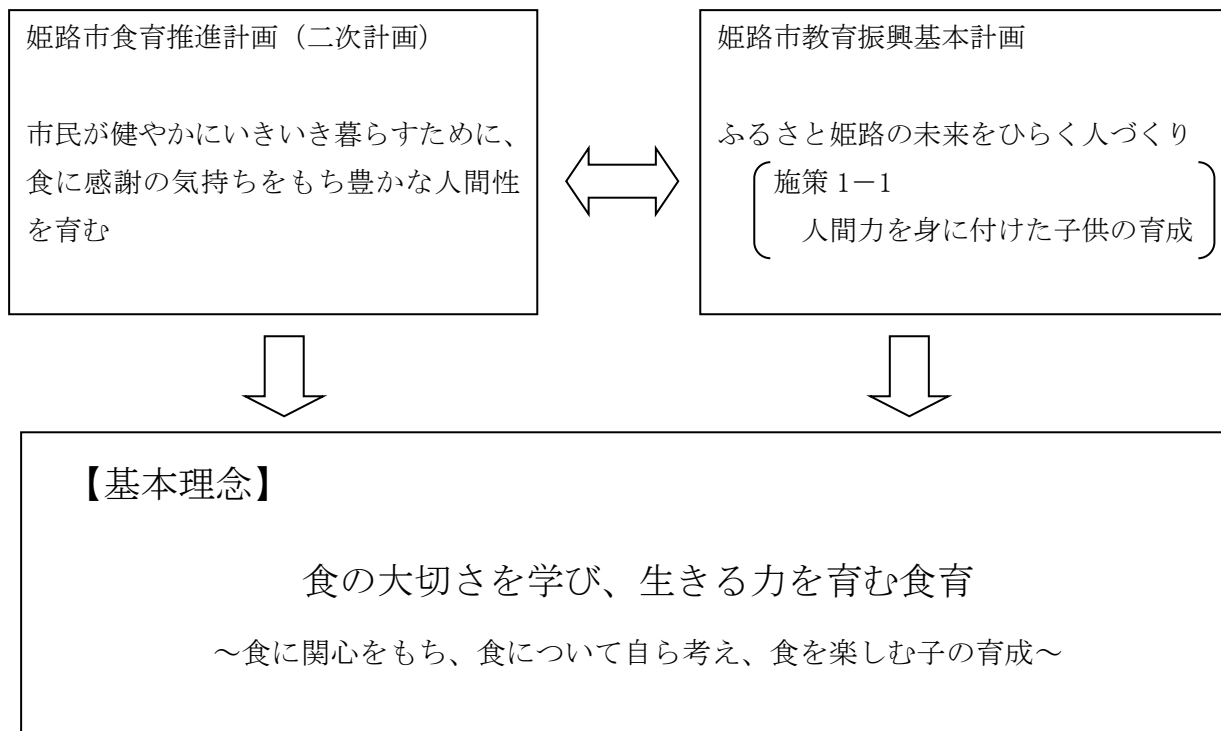 姫路市食育推進計画（二次計画）
市民が健やかにいきいき暮らすために、
食に感謝の気持ちをもち豊かな人間性
を育む
姫路市教育振興基本計画
ふるさと姫路の未来をひらく人づくり
施策 1－1
人間力を身に付けた子供の育成
【基本理念】
食の大切さを学び、生きる力を育む食育
～食に関心をもち、食について自ら考え、食を楽しむ子の育成～